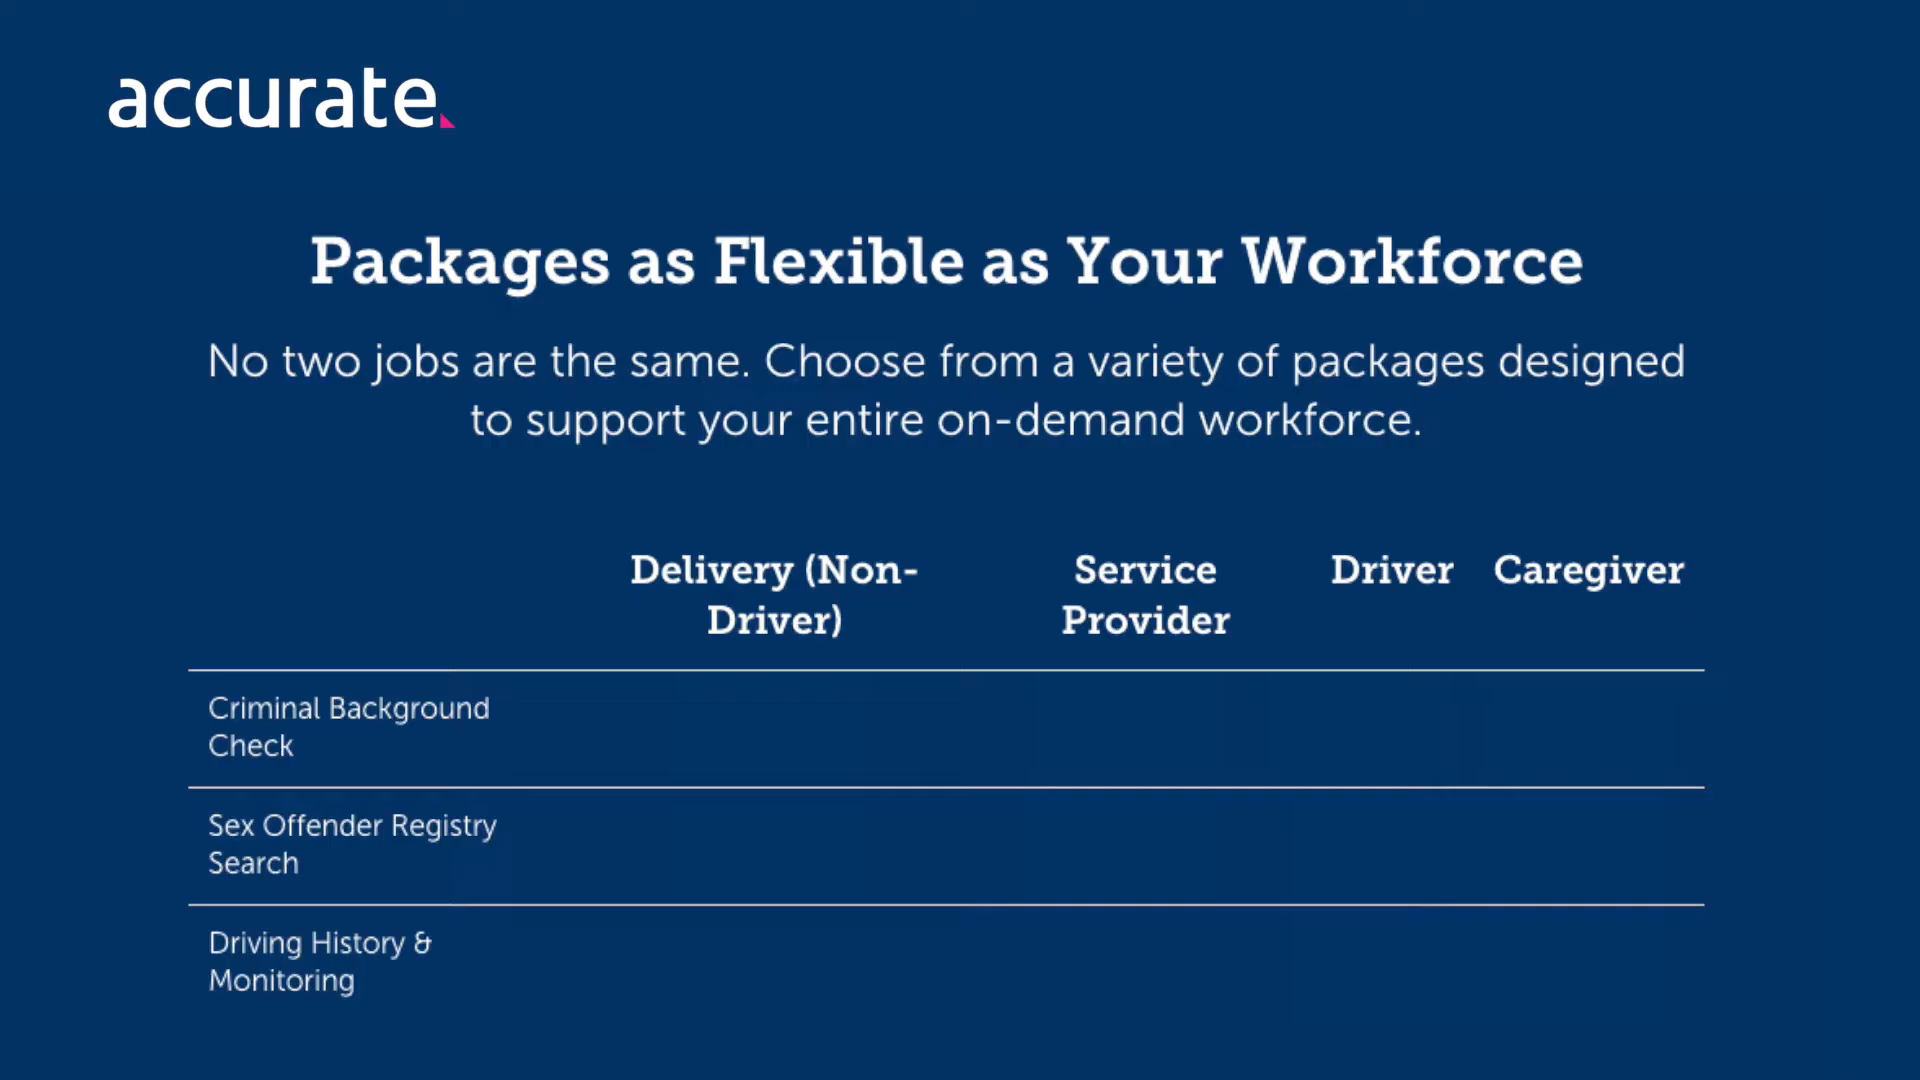 accurate.
Packages as Flexible as Your Workforce
No two jobs are the same. Choose from a variety of packages designed
to support your entire on-demand workforce.
Delivery (Non-
Driver)
Service
Provider
Driver
Caregiver
Criminal Background
Check
Sex Offender Registry
Search
Driving History &
Monitoring